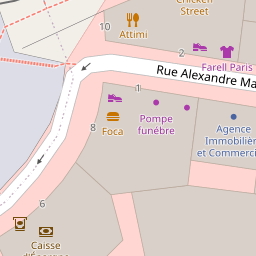 Chicken
Street
10
Attimi
2
Farell Paris
Rue Alexandre Ma
1
8
Foca
Pompe
funèbre
Agence
Immobilièr
et Commerci
6
Caisse
d'Épargne